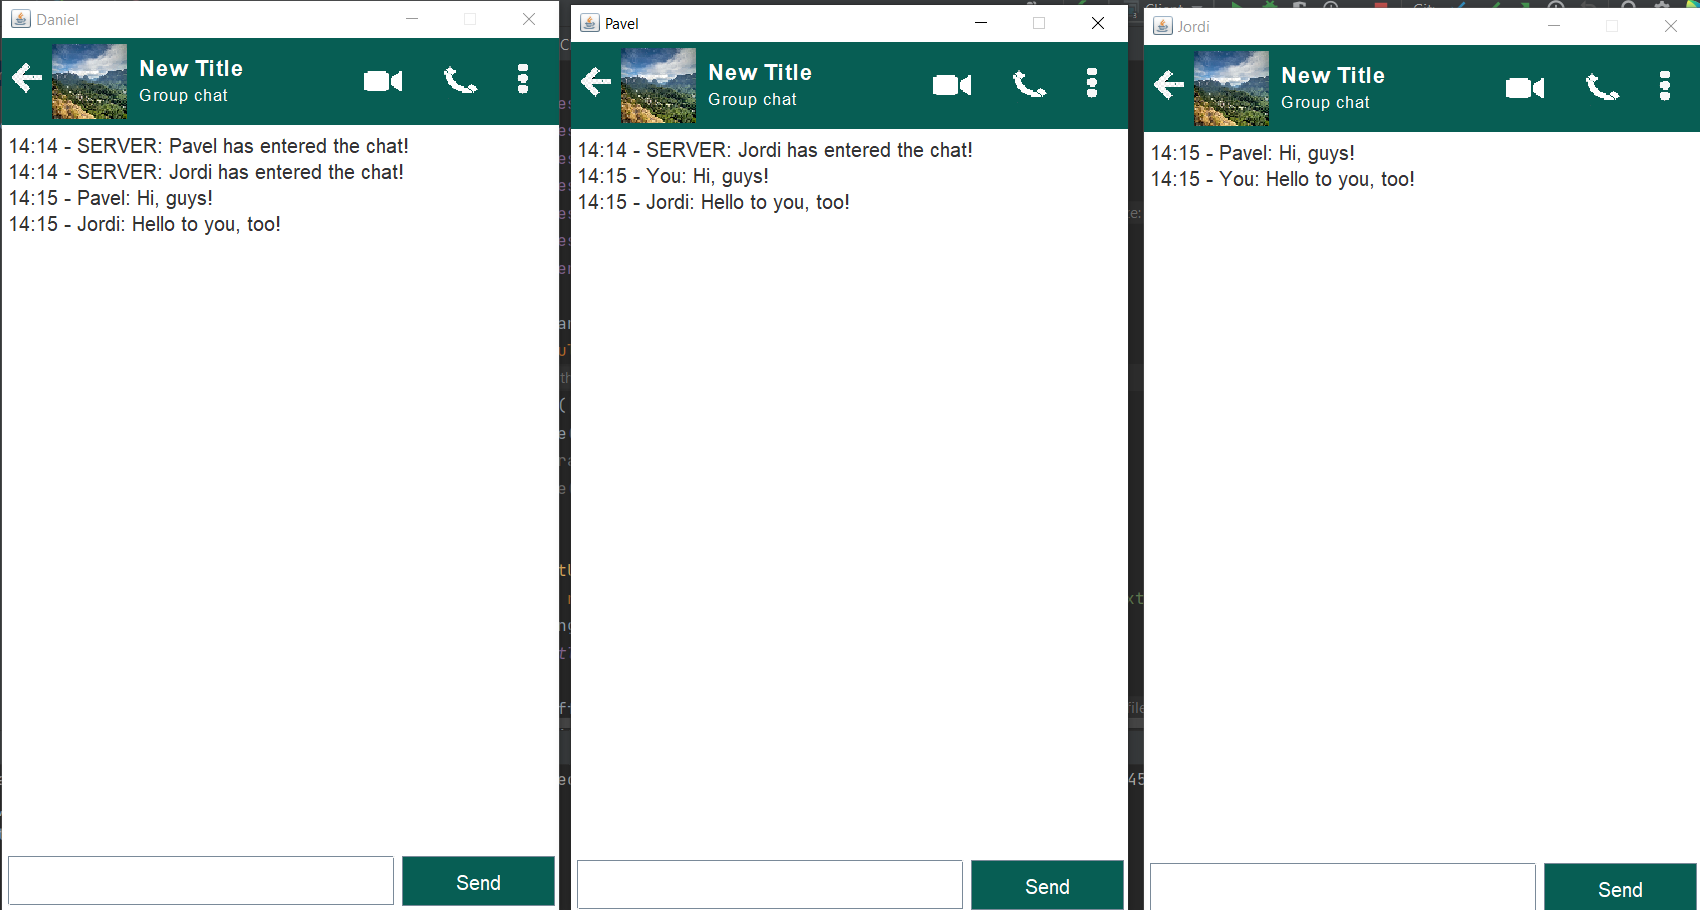 Daniel
New Title
Group chat
14:14 - SERVER: Pavel has entered the chat!
14:14 - SERVER: Jordi has entered the chat!
14:15 - Pavel: Hi, guys!
14:15 - Jordi: Hello to you, too!
Send
Pavel
New Title
Group chat
14:14 - SERVER: Jordi has entered the chat!
14:15 - You: Hi, guys!
14:15 - Jordi: Hello to you, too!
Send
Jordi
New Title
Group chat
14:15 - Pavel: Hi, guys!
14:15 - You: Hello to you, too!
Send